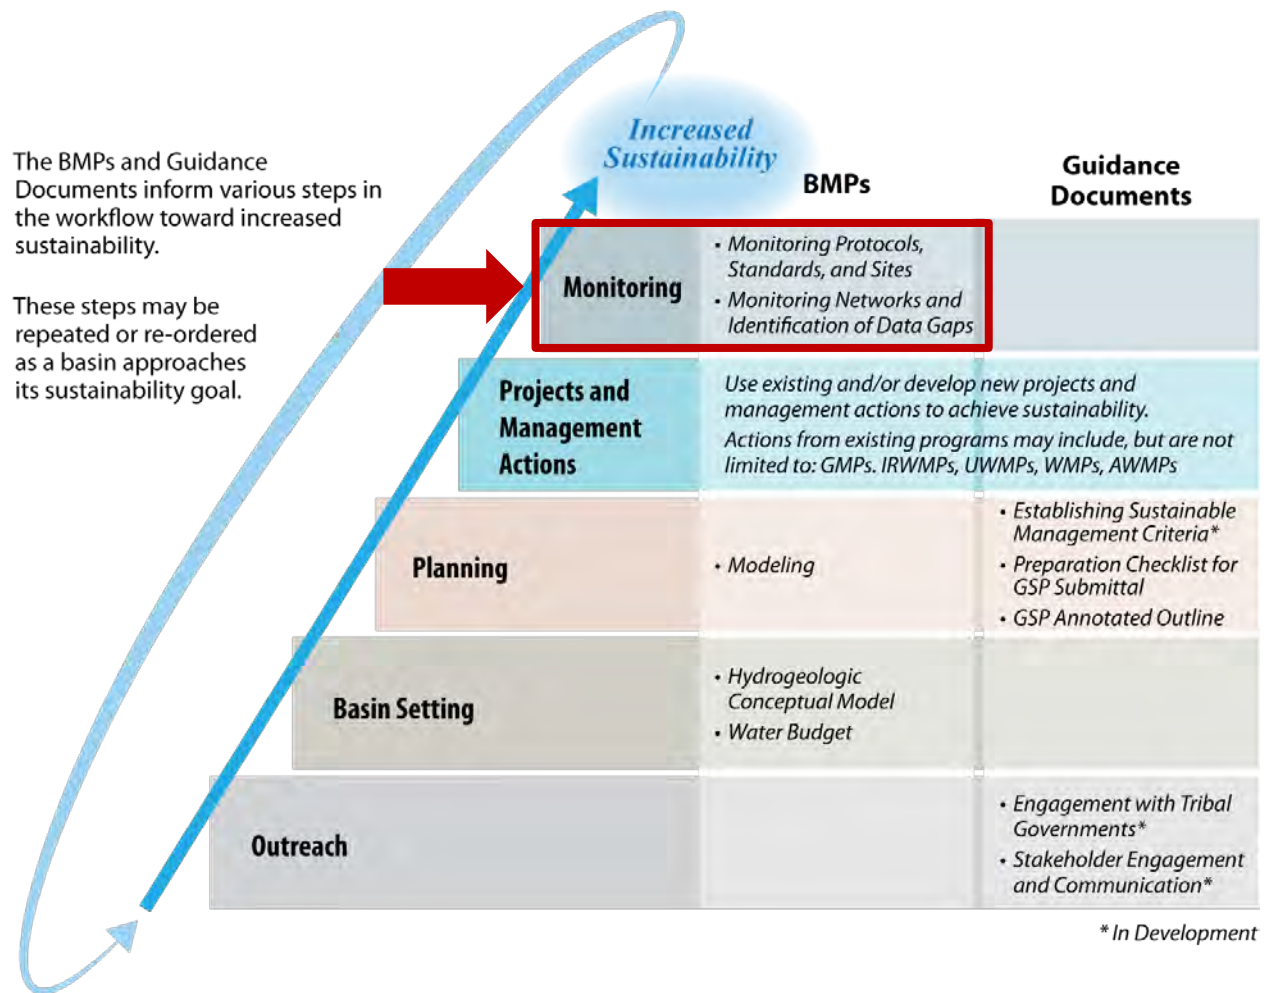 Increased
Sustainability
The BMPs and Guidance
Documents inform various steps in
the workflow toward increased
sustainability.
These steps may be
repeated or re-ordered
as a basin approaches
its sustainability goal.
BMPs
Guidance
Documents
Monitoring
• Monitoring Protocols,
Standards, and Sites
• Monitoring Networks and
Identification of Data Gaps
Projects and
Management
Actions
Use existing and/or develop new projects and
management actions to achieve sustainability.
Actions from existing programs may include, but are not
limited to: GMPs. IRWMPs, UWMPs, WMPs, AWMPs
Planning
• Modeling
• Establishing Sustainable
Management Criteria*
• Preparation Checklist for
GSP Submittal
• GSP Annotated Outline
Basin Setting
• Hydrogeologic
Conceptual Model
• Water Budget
Outreach
• Engagement with Tribal
Governments*
• Stakeholder Engagement
and Communication*
* In Development